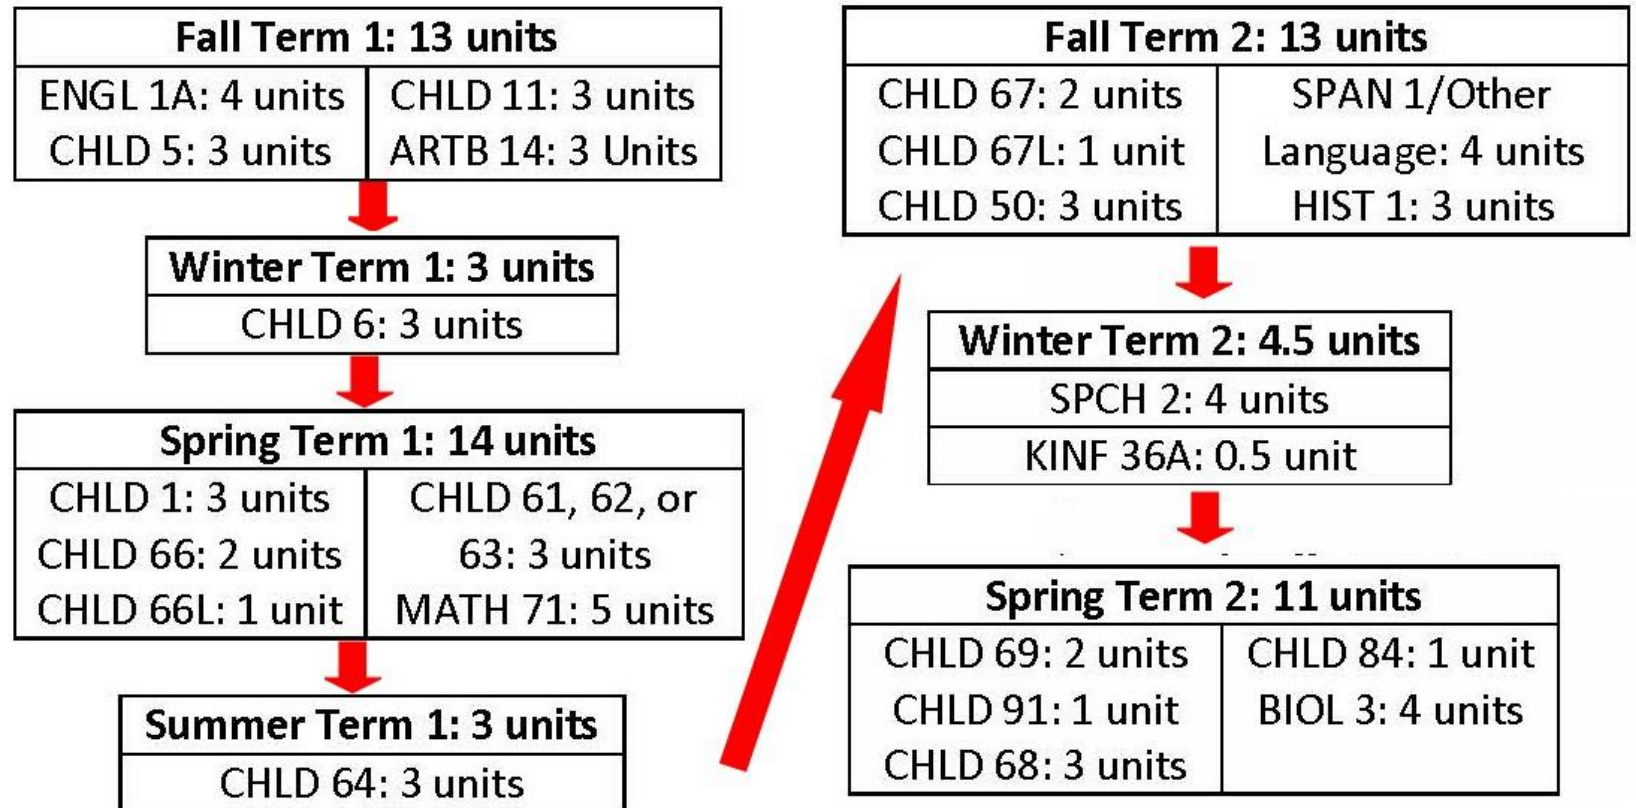 Fall Term 1: 13 units
ENGL 1A: 4 units
CHLD 5: 3 units
CHLD 11: 3 units
ARTB 14: 3 Units
Winter Term 1: 3 units
CHLD 6: 3 units
Spring Term 1: 14 units
CHLD 1: 3 units
CHLD 66: 2 units
CHLD 66L: 1 unit
CHLD 61, 62, or
63: 3 units
MATH 71: 5 units
Summer Term 1: 3 units
CHLD 64: 3 units
Fall Term 2: 13 units
CHLD 67: 2 units
CHLD 67L: 1 unit
CHLD 50: 3 units
SPAN 1/Other
Language: 4 units
HIST 1: 3 units
Winter Term 2: 4.5 units
SPCH 2: 4 units
KINF 36A: 0.5 unit
Spring Term 2: 11 units
CHLD 69: 2 units
CHLD 91: 1 unit
CHLD 68: 3 units
CHLD 84: 1 unit
BIOL 3: 4 units